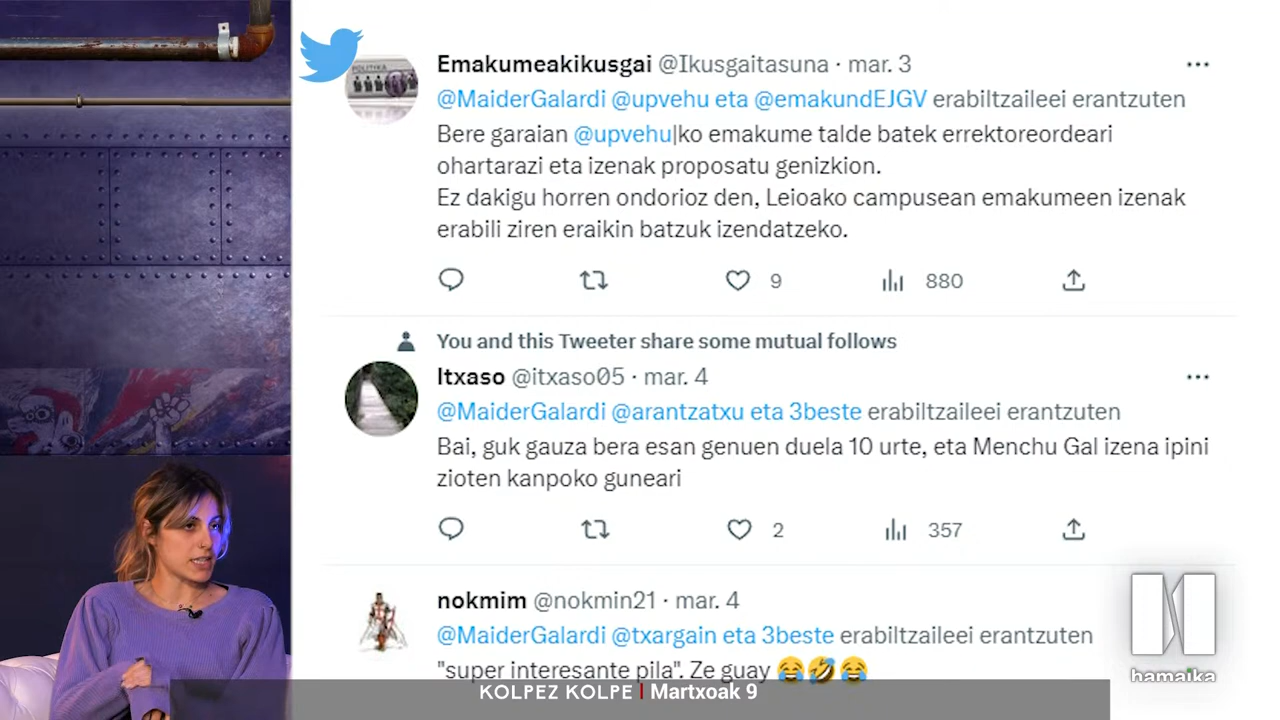 Emakumeakikusgai @Ikusgaitasuna · mar. 3
@MaiderGalardi @upvehu eta @emakundEJGV erabiltzaileei erantzuten
Bere garaian @upvehu|ko emakume talde batek errektoreordeari
ohartarazi eta izenak proposatu genizkion.
Ez dakigu horren ondorioz den, Leioako campusean emakumeen izenak
erabili ziren eraikin batzuk izendatzeko.
9 880
You and this Tweeter share some mutual follows
Itxaso @itxaso05 · mar. 4
@MaiderGalardi @arantzatxu eta 3beste erabiltzaileei erantzuten
Bai, guk gauza bera esan genuen duela 10 urte, eta Menchu Gal izena ipini
zioten kanpoko guneari
2 357
nokmim @nokmin21 · mar. 4
@MaiderGalardi @txargain eta 3beste erabiltzaileei erantzuten
"super interesante pila". Ze guay 😂🤣😂
hamaika
KOLPEZ KOLPE | Martxoak 9